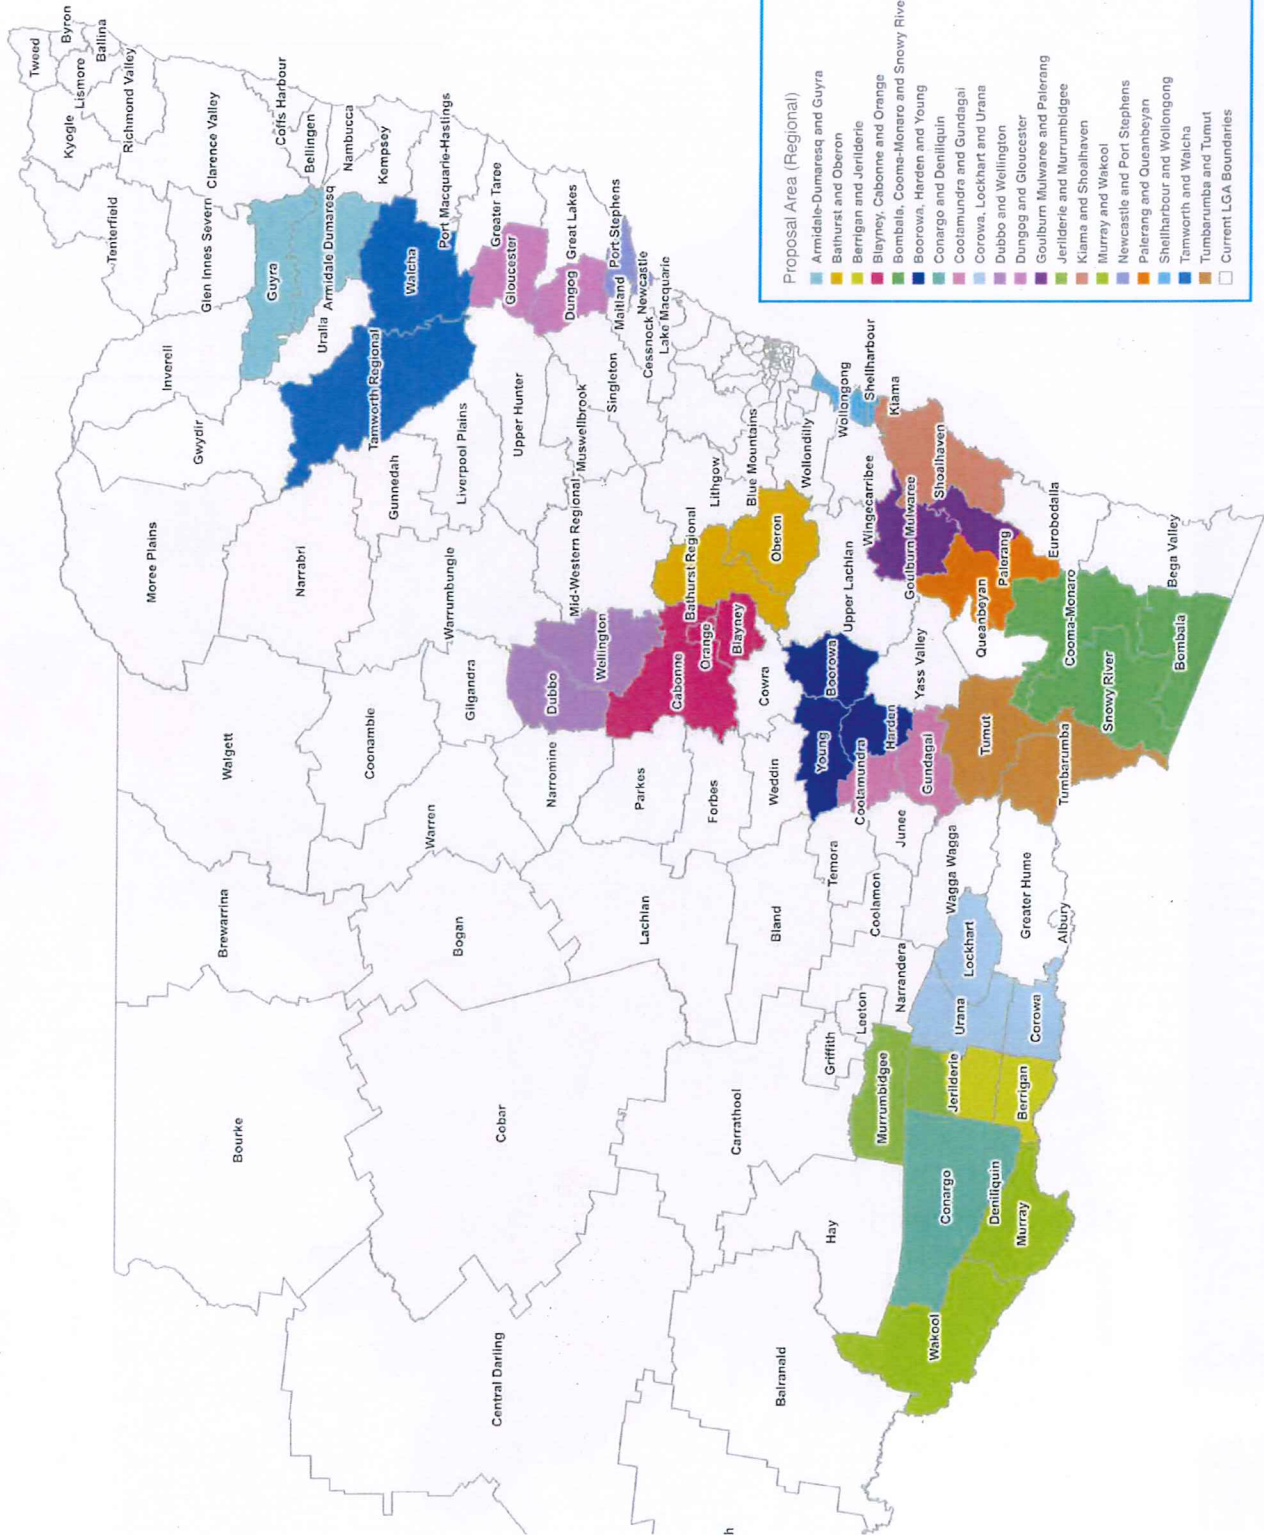 Tweed
Byron
Kyogle
Lismore
Ballina
Richmond Valley
Tenterfield
Clarence Valley
Glen Innes Severn
Coffs Harbour
Bellingen
Nambucca
Kempsey
Guyra
Armidale Dumaresq
Inverell
Uralla
Gwydir
Moree Plains
Walcha
Port Macquarie-Hastings
Tamworth Regional
Narrabri
Gunnedah
Liverpool Plains
Greater Taree
Gloucester
Great Lakes
Dungog
Port Stephens
Maitland
Newcastle
Cessnock
Lake Macquarie
Upper Hunter
Muswellbrook
Singleton
Walgett
Coonamble
Warrumbungle
Gilgandra
Mid-Western Regional
Brewarrina
Warren
Narromine
Dubbo
Wellington
Lithgow
Blue Mountains
Wollondilly
Bathurst Regional
Oberon
Bourke
Bogan
Parkes
Forbes
Cabonne
Orange
Blayney
Cowra
Weddin
Cobar
Lachlan
Bland
Young
Boorowa
Harden
Upper Lachlan
Wollongong
Shellharbour
Kiama
Wingecarribee
Shoalhaven
Goulburn Mulwaree
Palerang
Queanbeyan
Eurobodalla
Yass Valley
Cootamundra
Gundagai
Temora
Junee
Coolamon
Wagga Wagga
Tumut
Tumbarumba
Cooma-Monaro
Snowy River
Bombala
Bega Valley
Central Darling
Carrathool
Griffith
Leeton
Narrandera
Lockhart
Urana
Corowa
Greater Hume
Albury
Murrumbidgee
Jerilderie
Berrigan
Balranald
Hay
Conargo
Deniliquin
Murray
Wakool
h
Proposal Area (Regional)
Armidale-Dumaresq and Guyra
Bathurst and Oberon
Berrigan and Jerilderie
Blayney, Cabonne and Orange
Bombla, Cooma-Monaro and Snowy Rive
Boorowa, Harden and Young
Conargo and Deniliquin
Cootamundra and Gundagai
Corowa, Lockhart and Urana
Dubbo and Wellington
Dungog and Gloucester
Goulburn Mulwaree and Palerang
Jerilderie and Murrumbidgee
Kiama and Shoalhaven
Murray and Wakool
Newcastle and Port Stephens
Palerang and Queanbeyan
Shellharbour and Wollongong
Tamworth and Walcha
Tumbarumba and Tumut
Current LGA Boundaries